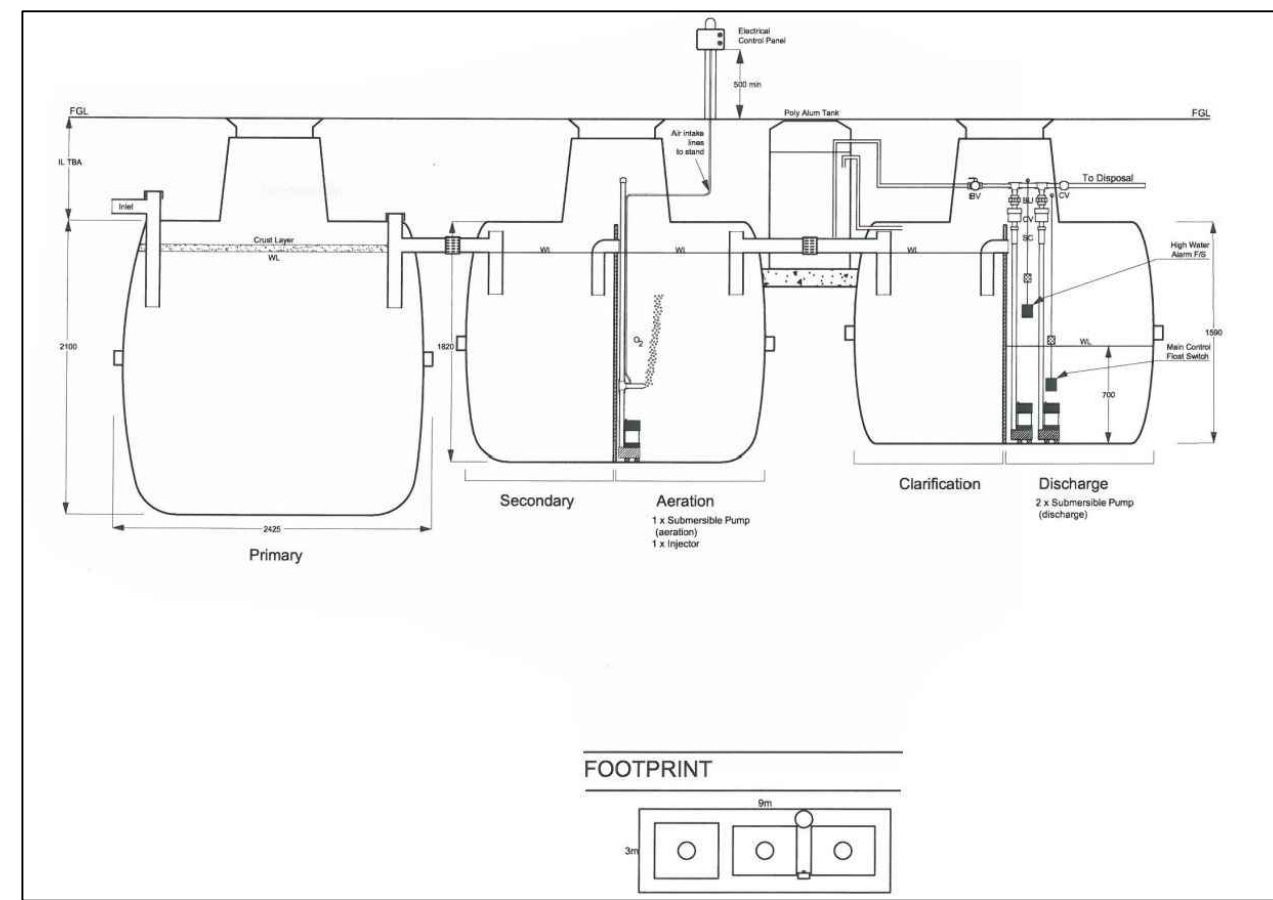 Electrical
Control Panel
500 min
FGL
Poly Alum Tank
FGL
Air intake
lines
to stand
IL TBA
Inlet
To Disposal
BV
CV
BU
CV
SC
Crust Layer
WL
WL
WL
WL
High Water
Alarm F/S
2100
1820
O2
1590
WL
Main Control
Float Switch
700
Secondary
Aeration
Clarification
Discharge
1 x Submersible Pump
(aeration)
1 x Injector
2 x Submersible Pump
(discharge)
2425
Primary
FOOTPRINT
9m
3m